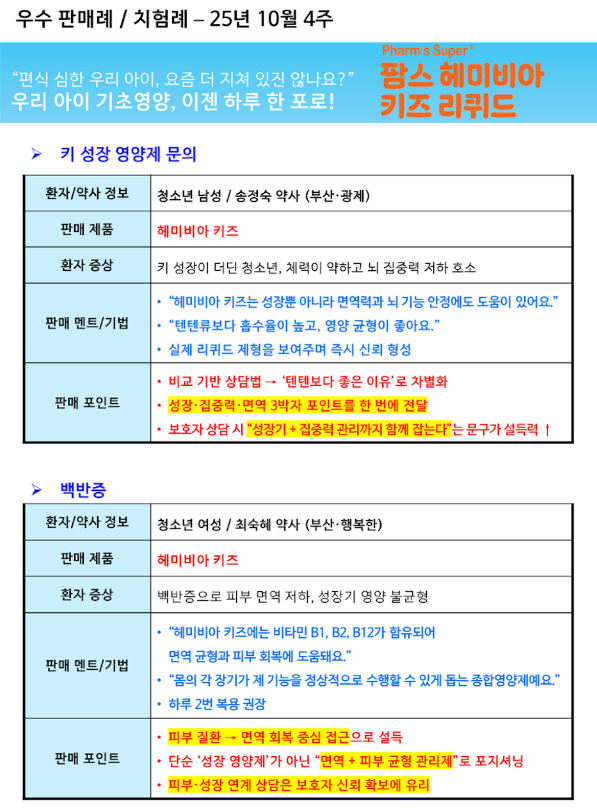 우수 판매례 / 치험례 – 25년 10월 4주
“편식 심한 우리 아이, 요즘 더 지쳐 있진 않나요?”
우리 아이 기초영양, 이젠 하루 한 포로!
Pharm's Super
팜스 헤미비아
키즈 리퀴드
➢ 키 성장 영양제 문의
환자/약사 정보 청소년 남성 / 송정숙 약사 (부산·광제)
판매 제품 헤미비아 키즈
환자 증상 키 성장이 더딘 청소년, 체력이 약하고 뇌 집중력 저하 호소
판매 멘트/기법
• “헤미비아 키즈는 성장뿐 아니라 면역력과 뇌 기능 안정에도 도움이 있어요.”
• “텐텐류보다 흡수율이 높고, 영양 균형이 좋아요.”
• 실제 리퀴드 제형을 보여주며 즉시 신뢰 형성
판매 포인트
• 비교 기반 상담법 → ‘텐텐보다 좋은 이유’로 차별화
• 성장·집중력·면역 3박자 포인트를 한 번에 전달
• 보호자 상담 시 “성장기 + 집중력 관리까지 함께 잡는다”는 문구가 설득력 ↑
➢ 백반증
환자/약사 정보 청소년 여성 / 최숙혜 약사 (부산·행복한)
판매 제품 헤미비아 키즈
환자 증상 백반증으로 피부 면역 저하, 성장기 영양 불균형
판매 멘트/기법
• “헤미비아 키즈에는 비타민 B1, B2, B12가 함유되어
면역 균형과 피부 회복에 도움돼요.”
• “몸의 각 장기가 제 기능을 정상적으로 수행할 수 있게 돕는 종합영양제예요.”
• 하루 2번 복용 권장
판매 포인트
• 피부 질환 → 면역 회복 중심 접근으로 설득
• 단순 ‘성장 영양제’가 아닌 “면역 + 피부 균형 관리제”로 포지셔닝
• 피부·성장 연계 상담은 보호자 신뢰 확보에 유리